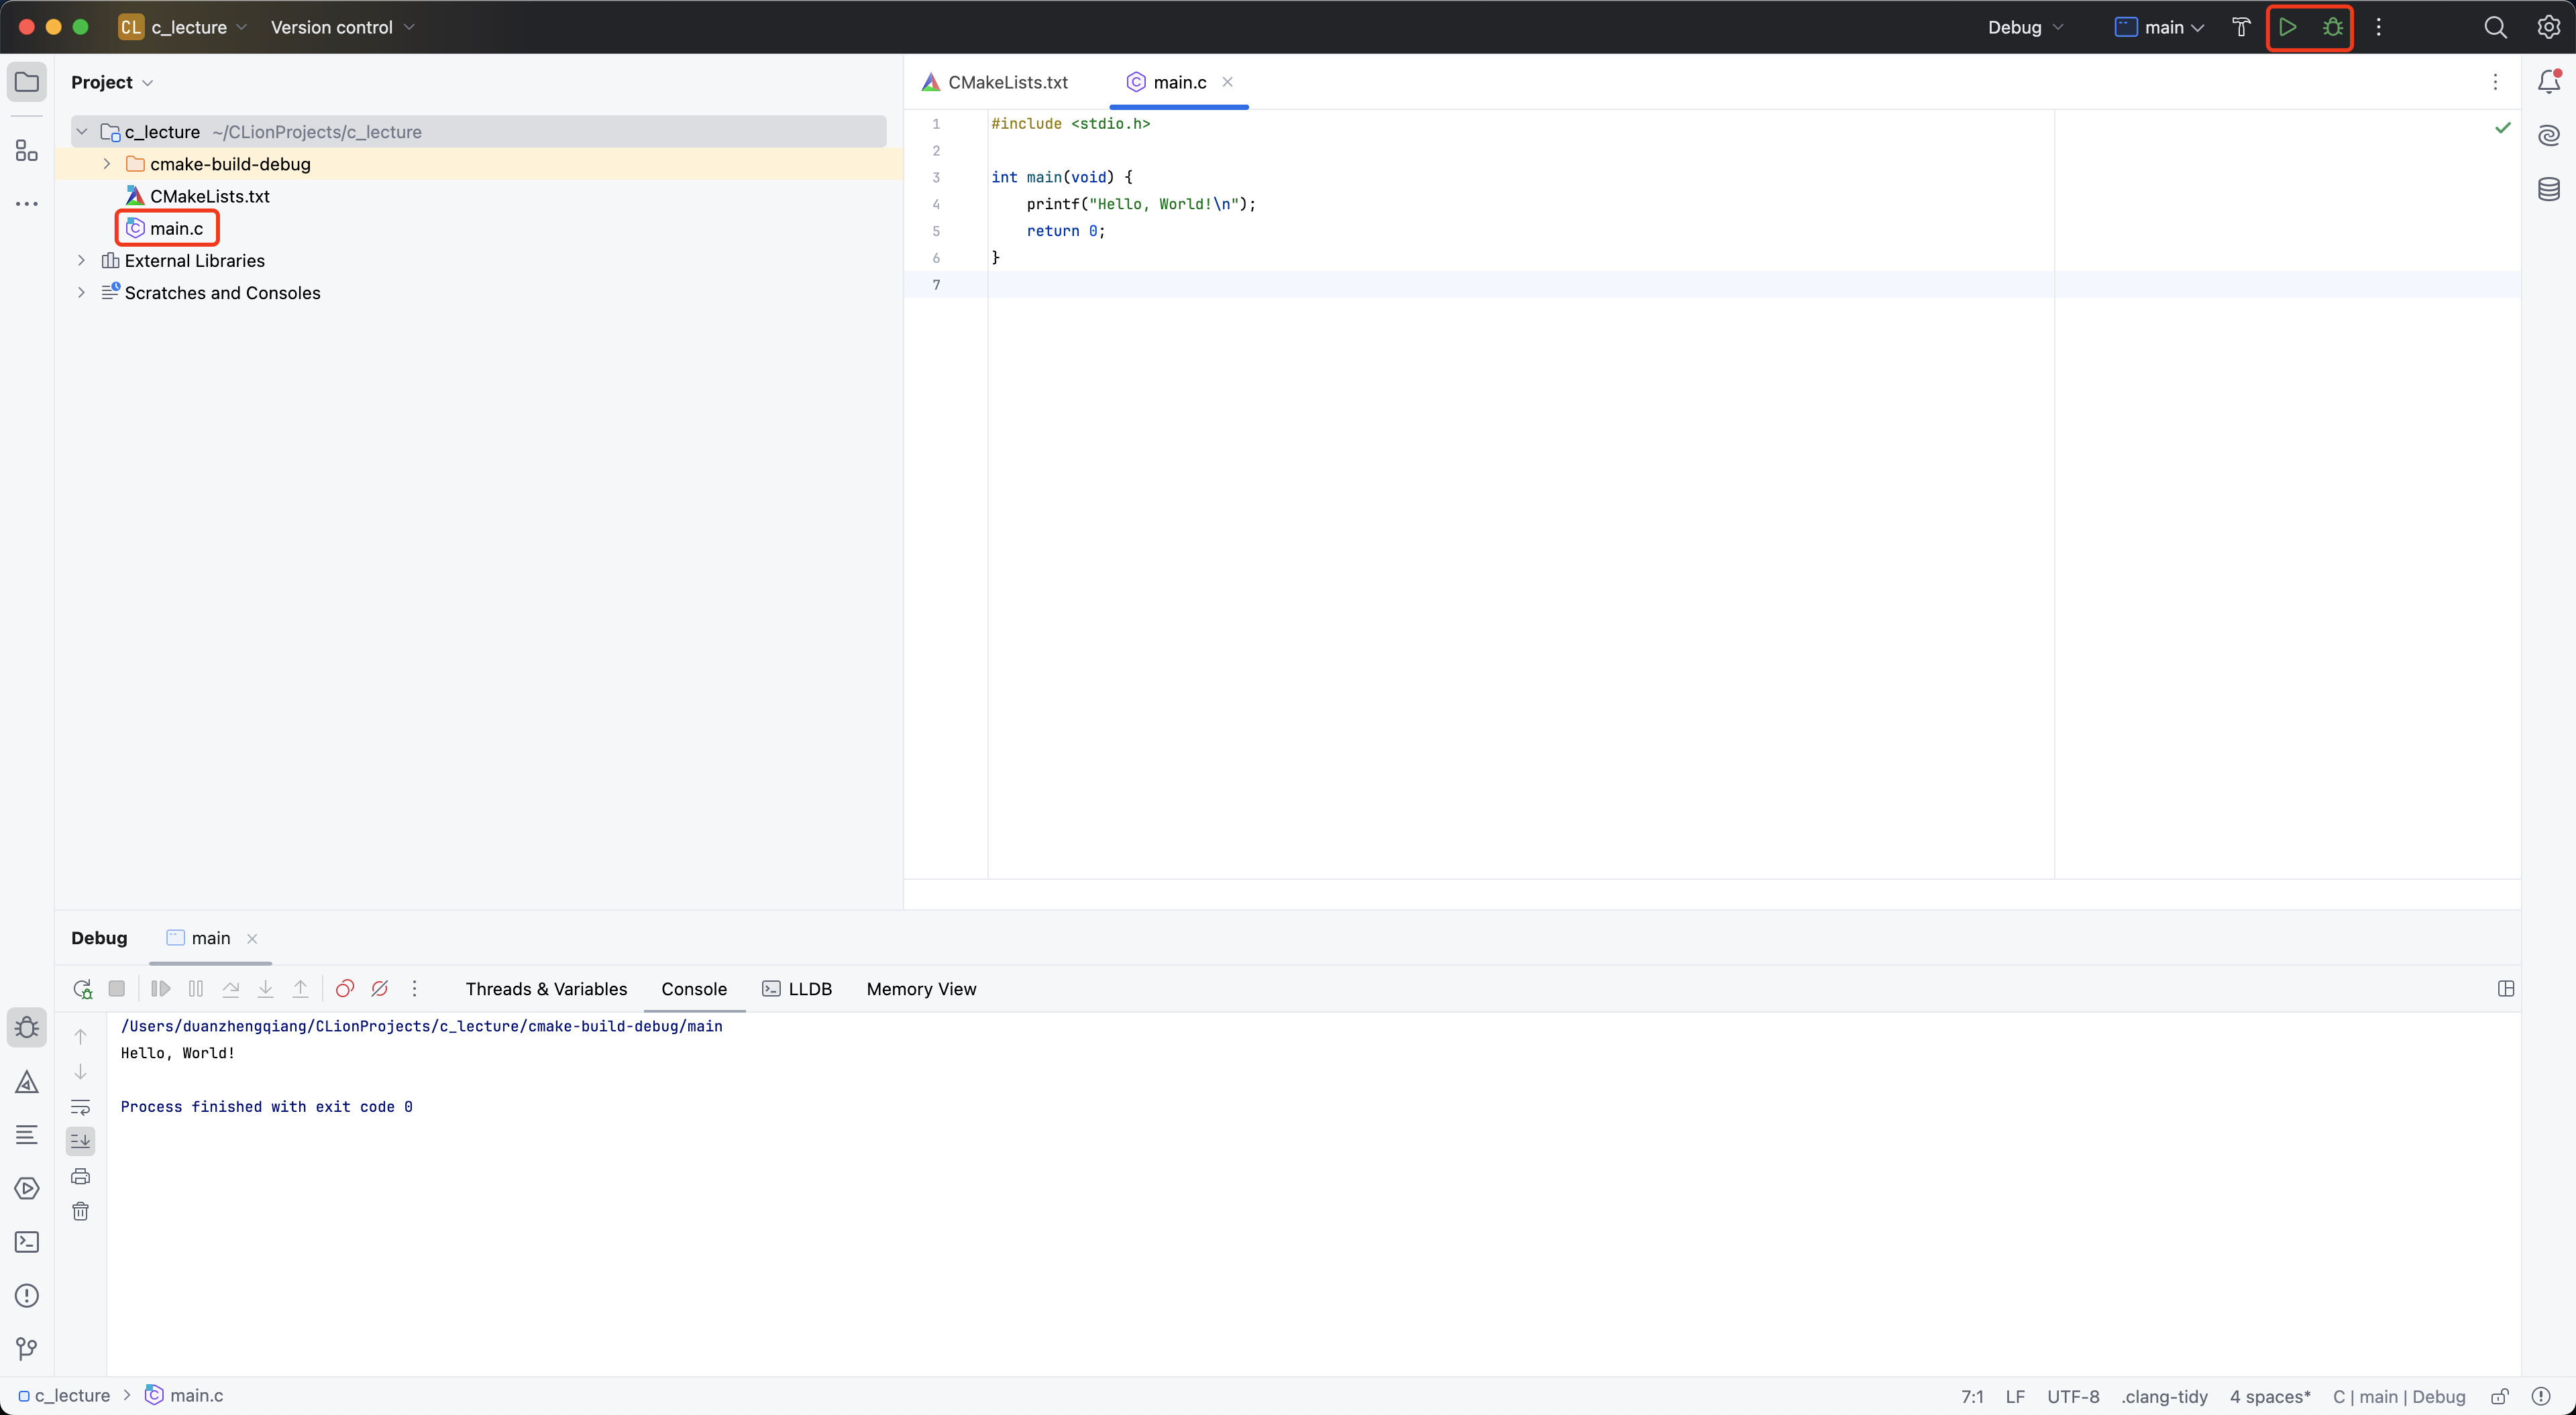 CL c_lecture Version control Debug main
Project
CMakeLists.txt main.c
c_lecture ~/CLionProjects/c_lecture
cmake-build-debug
CMakeLists.txt
main.c
External Libraries
Scratches and Consoles
1 #include <stdio.h>
2
3 int main(void) {
4     printf("Hello, World!\n");
5     return 0;
6 }
7
Debug main
Threads & Variables Console LLDB Memory View
/Users/duanzhengqiang/CLionProjects/c_lecture/cmake-build-debug/main
Hello, World!
Process finished with exit code 0
c_lecture > main.c 7:1 LF UTF-8 .clang-tidy 4 spaces* C | main | Debug